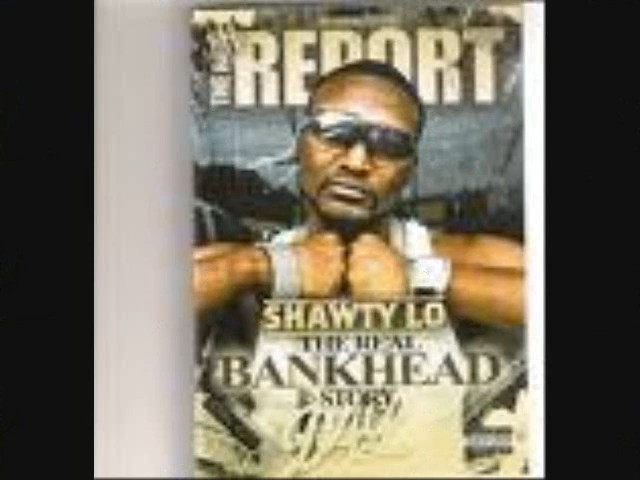 REPORT
SHAWTY LO
THE REAL
BANKHEAD
STORY